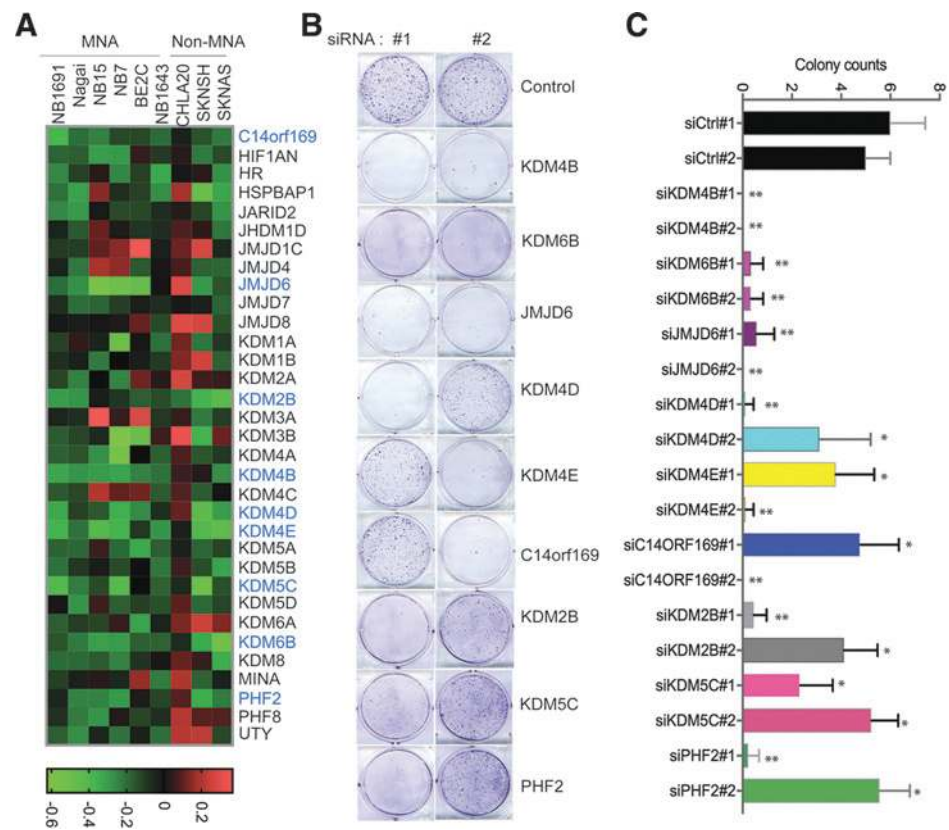 A
MNA
Non-MNA
NB1691
Nagai
NB15
NB7
BE2C
NB1643
CHLA20
SKNSH
SKNAS
C14orf169
HIF1AN
HR
HSPBAP1
JARID2
JHDM1D
JMJD1C
JMJD4
JMJD6
JMJD7
JMJD8
KDM1A
KDM1B
KDM2A
KDM2B
KDM3A
KDM3B
KDM4A
KDM4B
KDM4C
KDM4D
KDM4E
KDM5A
KDM5B
KDM5C
KDM5D
KDM6A
KDM6B
KDM8
MINA
PHF2
PHF8
UTY
-0.6
-0.4
-0.2
0
0.2
B
siRNA : #1 #2
Control
KDM4B
KDM6B
JMJD6
KDM4D
KDM4E
C14orf169
KDM2B
KDM5C
PHF2
C
Colony counts
0 2 4 6 8
siCtrl#1
siCtrl#2
siKDM4B#1 **
siKDM4B#2 **
siKDM6B#1 **
siKDM6B#2 **
siJMJD6#1 **
siJMJD6#2 **
siKDM4D#1 **
siKDM4D#2 *
siKDM4E#1 *
siKDM4E#2 **
siC14ORF169#1 *
siC14ORF169#2 **
siKDM2B#1 **
siKDM2B#2 *
siKDM5C#1 *
siKDM5C#2 *
siPHF2#1 **
siPHF2#2 *